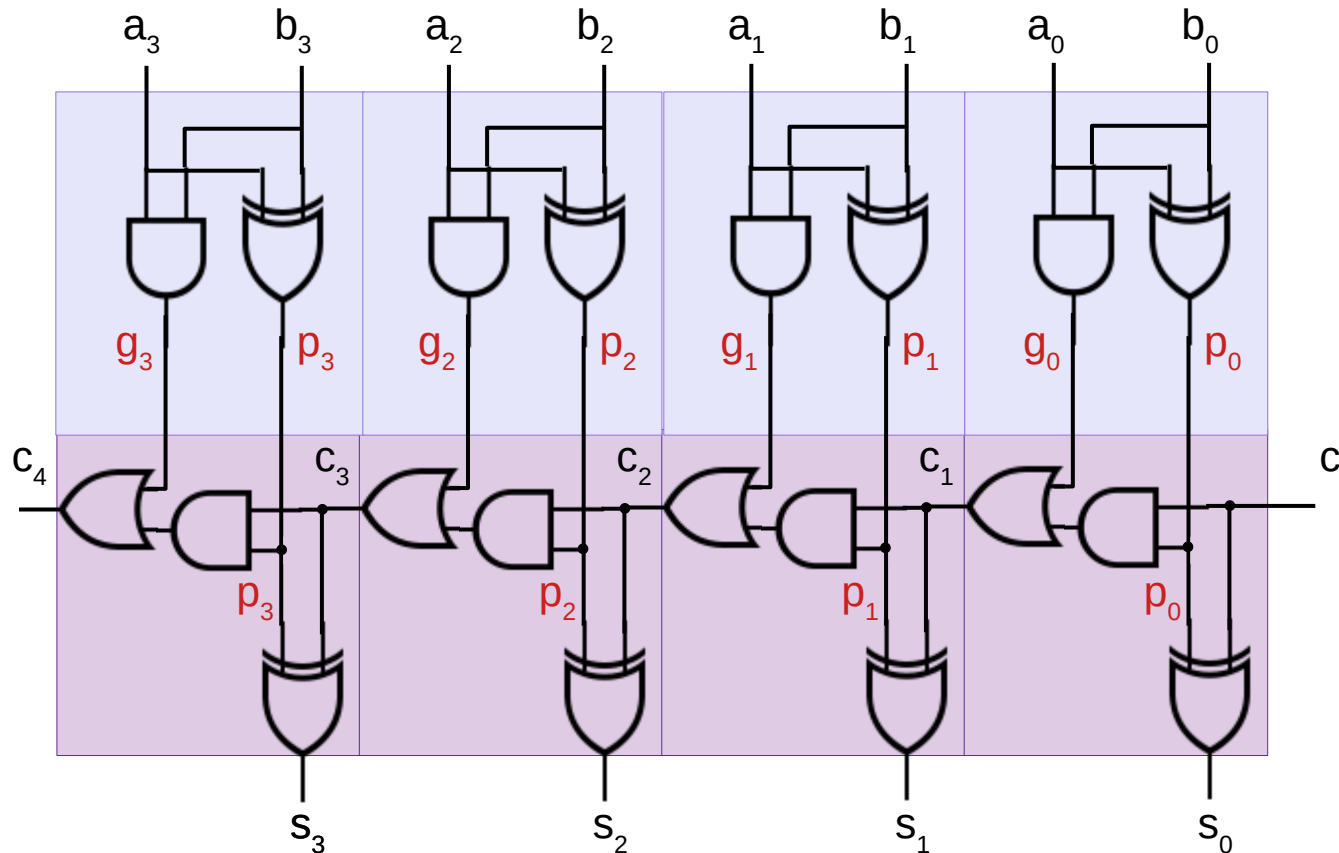 a₃ b₃ a₂ b₂ a₁ b₁ a₀ b₀
g₃ p₃ g₂ p₂ g₁ p₁ g₀ p₀
c₄ c₃ c₂ c₁ c
p₃ p₂ p₁ p₀
s₃ s₂ s₁ s₀